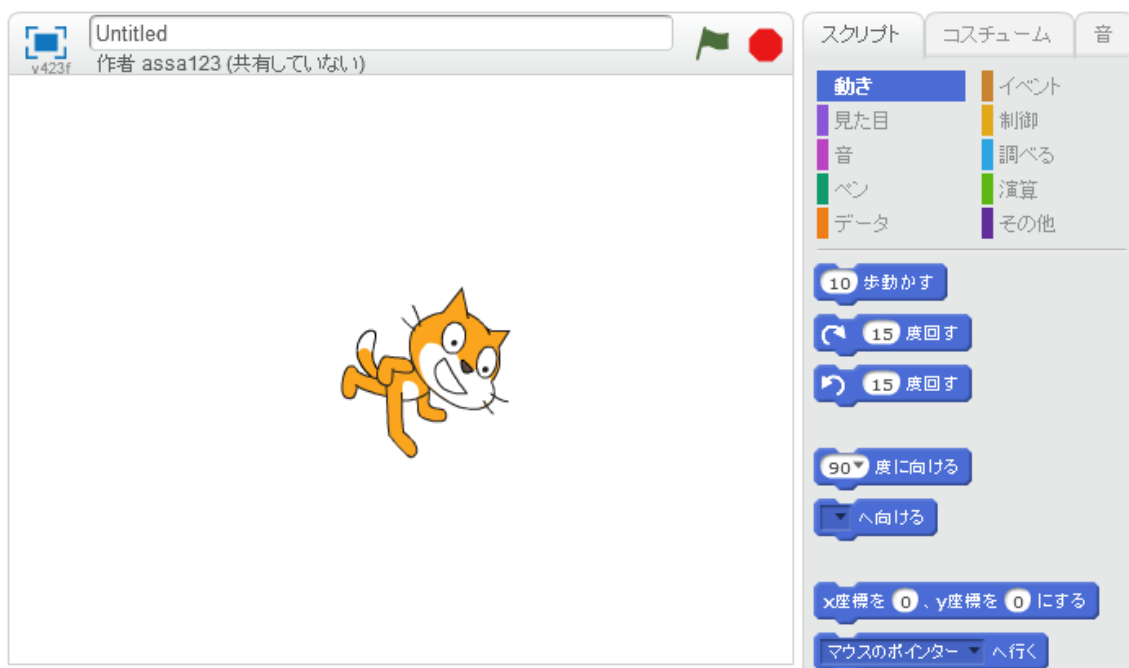 Untitled
作者 assa123 (共有していない)
v423f
スクリプト
コスチューム
音
動き
イベント
見た目
制御
音
調べる
ペン
演算
データ
その他
10 歩動かす
15 度回す
15 度回す
90 度に向ける
へ向ける
x座標を 0 、y座標を 0 にする
マウスのポインター へ行く